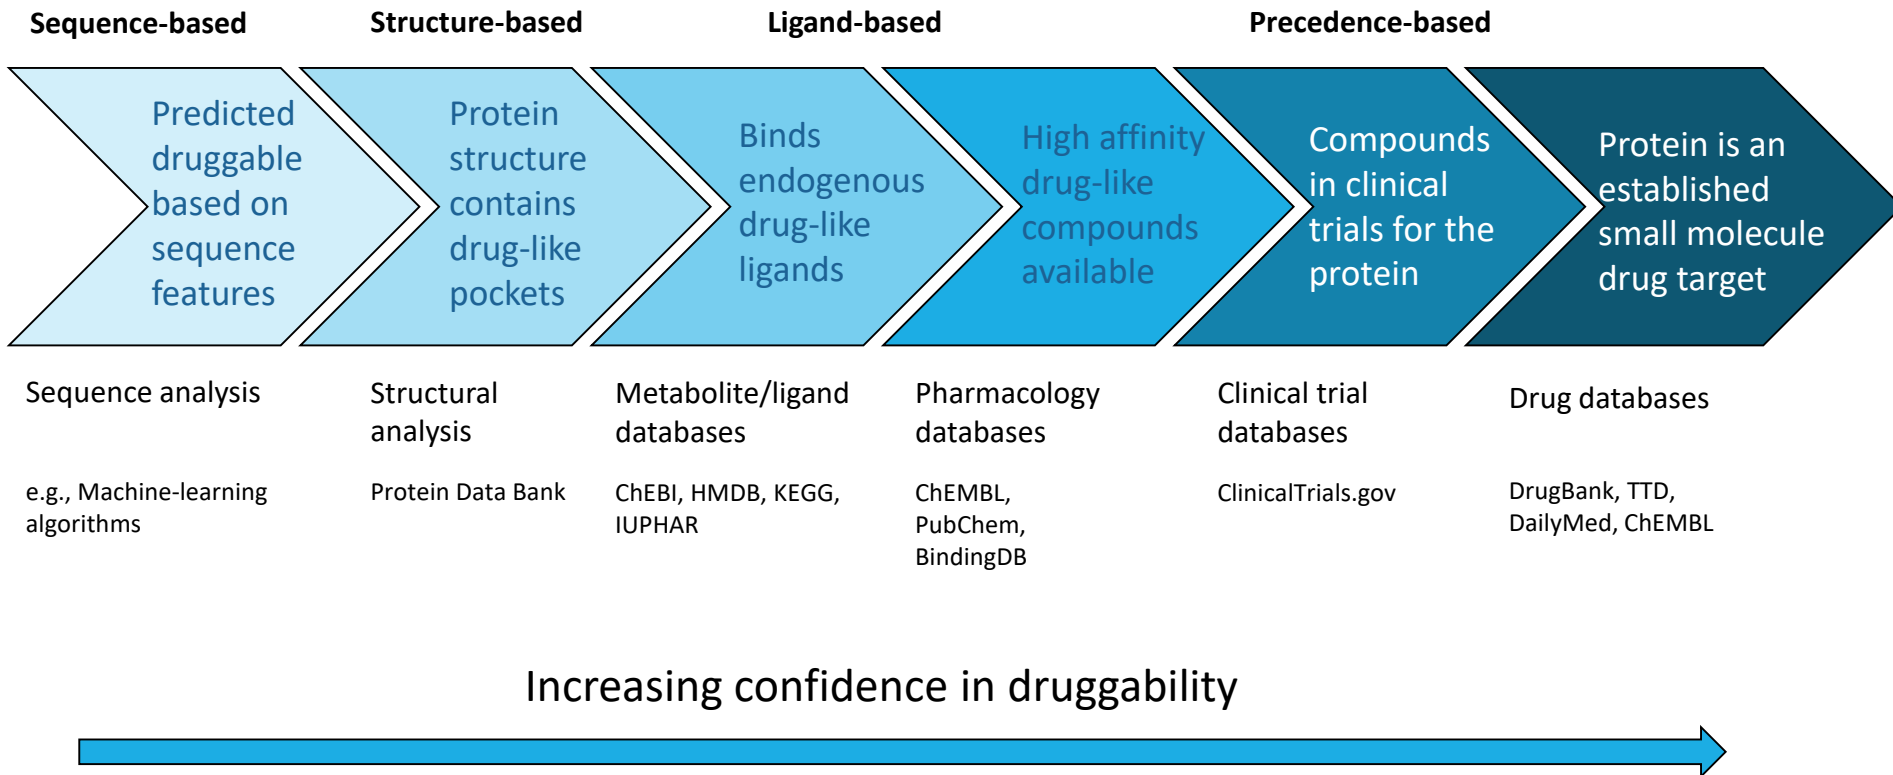 Sequence-based
Structure-based
Ligand-based
Precedence-based
Predicted
druggable
based on
sequence
features
Protein
structure
contains
drug-like
pockets
Binds
endogenous
drug-like
ligands
High affinity
drug-like
compounds
available
Compounds
in clinical
trials for the
protein
Protein is an
established
small molecule
drug target
Sequence analysis
Structural
analysis
Metabolite/ligand
databases
Pharmacology
databases
Clinical trial
databases
Drug databases
e.g., Machine-learning
algorithms
Protein Data Bank
ChEBI, HMDB, KEGG,
IUPHAR
ChEMBL,
PubChem,
BindingDB
ClinicalTrials.gov
DrugBank, TTD,
DailyMed, ChEMBL
Increasing confidence in druggability